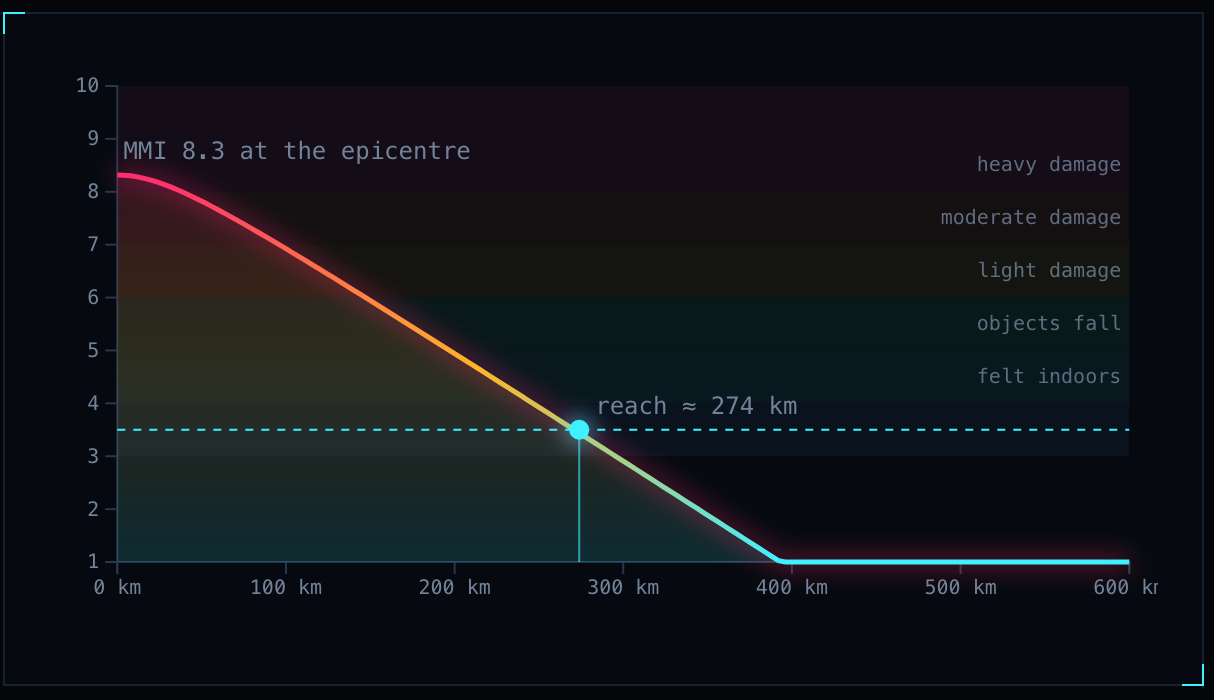 10
9
MMI 8.3 at the epicentre
heavy damage
8
moderate damage
7
light damage
6
objects fall
5
felt indoors
4
reach ≈ 274 km
3
2
1
0 km 100 km 200 km 300 km 400 km 500 km 600 k